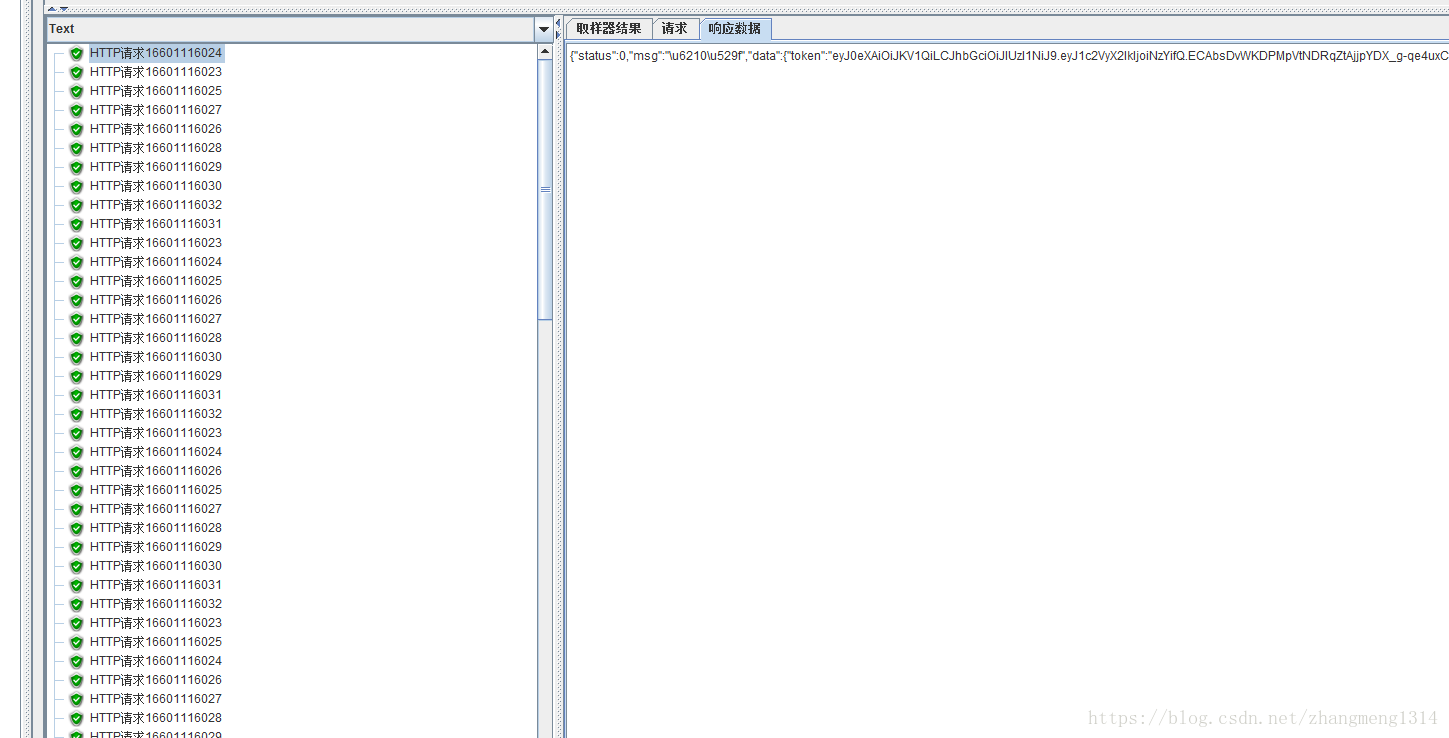 Text
HTTP请求16601116024
HTTP请求16601116023
HTTP请求16601116025
HTTP请求16601116027
HTTP请求16601116026
HTTP请求16601116028
HTTP请求16601116029
HTTP请求16601116030
HTTP请求16601116032
HTTP请求16601116031
HTTP请求16601116023
HTTP请求16601116024
HTTP请求16601116025
HTTP请求16601116026
HTTP请求16601116027
HTTP请求16601116028
HTTP请求16601116030
HTTP请求16601116029
HTTP请求16601116031
HTTP请求16601116032
HTTP请求16601116023
HTTP请求16601116024
HTTP请求16601116026
HTTP请求16601116025
HTTP请求16601116027
HTTP请求16601116028
HTTP请求16601116029
HTTP请求16601116030
HTTP请求16601116031
HTTP请求16601116032
HTTP请求16601116023
HTTP请求16601116025
HTTP请求16601116024
HTTP请求16601116026
HTTP请求16601116027
HTTP请求16601116028
HTTP请求16601116029
取样器结果 请求 响应数据
{"status":0,"msg":"\u6210\u529f","data":{"token":"eyJ0eXAiOiJKV1QiLCJhbGciOiJIUzI1NiJ9.eyJ1c2VyX2lkIjoiNzYifQ.ECAbsDvWKDPMpVtNDRqZtAjjpYDX_g-qe4uxC
https://blog.csdn.net/zhangmeng1314